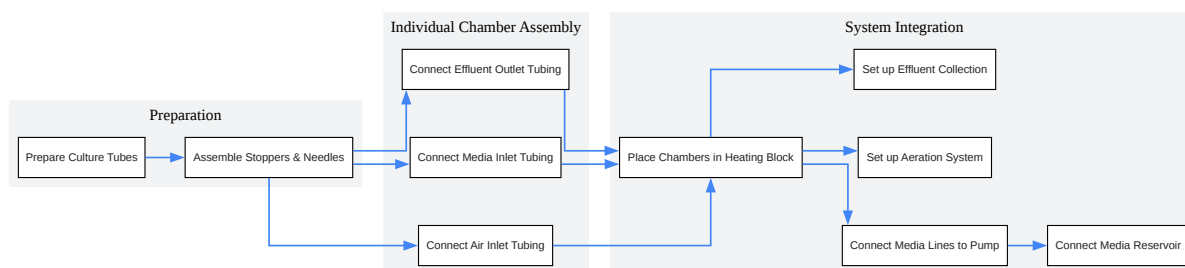 Preparation
Prepare Culture Tubes
Assemble Stoppers & Needles
Individual Chamber Assembly
Connect Effluent Outlet Tubing
Connect Media Inlet Tubing
Connect Air Inlet Tubing
System Integration
Place Chambers in Heating Block
Set up Effluent Collection
Set up Aeration System
Connect Media Lines to Pump
Connect Media Reservoir